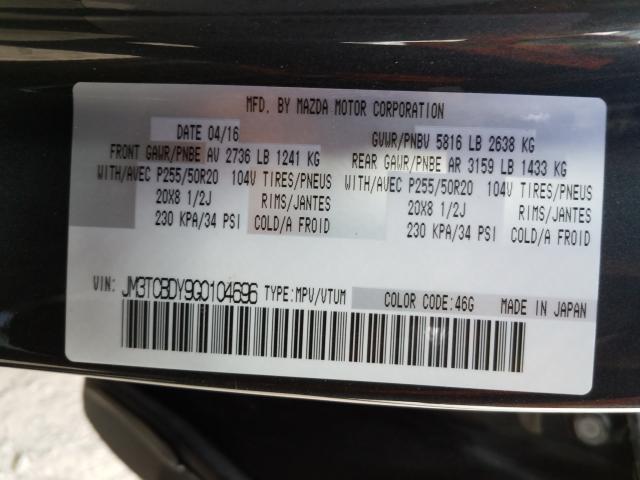 MFD. BY MAZDA MOTOR CORPORATION
DATE 04/16 GVWR/PNBV 5816 LB 2638 KG
FRONT GAWR/PNBE AV 2736 LB 1241 KG REAR GAWR/PNBE AR 3159 LB 1433 KG
WITH/AVEC P255/50R20 104V TIRES/PNEUS WITH/AVEC P255/50R20 104V TIRES/PNEUS
20X8 1/2J RIMS/JANTES 20X8 1/2J RIMS/JANTES
230 KPA/34 PSI COLD/A FROID 230 KPA/34 PSI COLD/A FROID
VIN: JM3TCBDY9G0104696 TYPE:MPV/VTUM COLOR CODE:46G MADE IN JAPAN